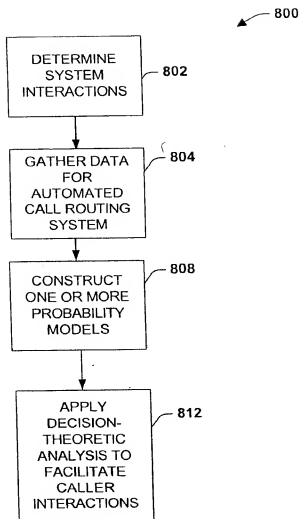 800
DETERMINE
SYSTEM
INTERACTIONS
802
GATHER DATA
FOR
AUTOMATED
CALL ROUTING
SYSTEM
804
CONSTRUCT
ONE OR MORE
PROBABILITY
MODELS
808
APPLY
DECISION-
THEORETIC
ANALYSIS TO
FACILITATE
CALLER
INTERACTIONS
812